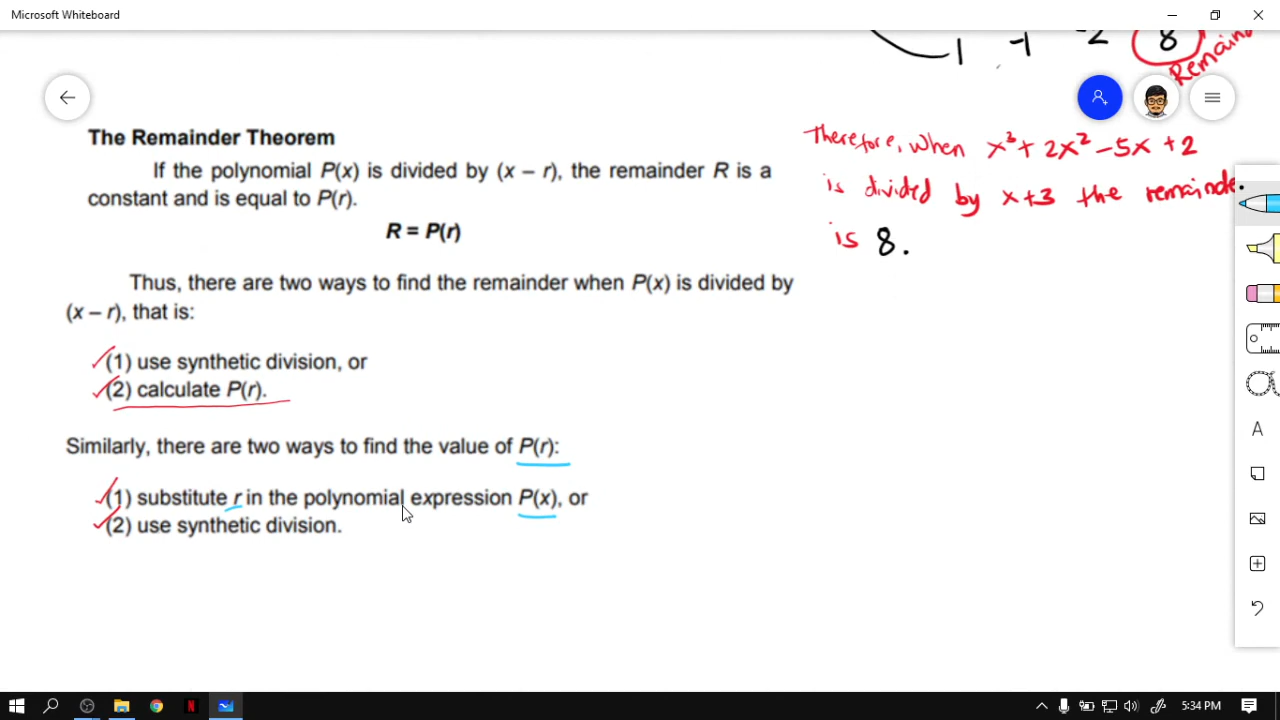 Microsoft Whiteboard
1 -1 -2 8
Remain
The Remainder Theorem
If the polynomial P(x) is divided by (x – r), the remainder R is a
constant and is equal to P(r).
R = P(r)
Thus, there are two ways to find the remainder when P(x) is divided by
(x – r), that is:
(1) use synthetic division, or
(2) calculate P(r).
Similarly, there are two ways to find the value of P(r):
(1) substitute r in the polynomial expression P(x), or
(2) use synthetic division.
Therefore, when x³ + 2x² – 5x + 2
is divided by x+3 the remainde
is 8.
A
N
5:34 PM